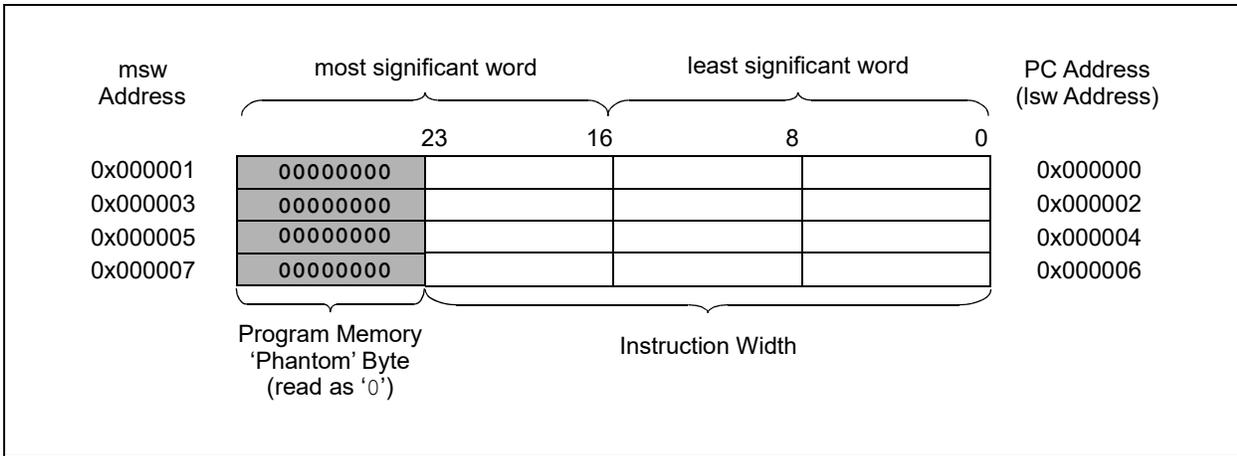 msw
Address
most significant word
least significant word
PC Address
(lsw Address)
23 16 8 0
0x000001 00000000 0x000000
0x000003 00000000 0x000002
0x000005 00000000 0x000004
0x000007 00000000 0x000006
Program Memory
‘Phantom’ Byte
(read as ‘0’)
Instruction Width